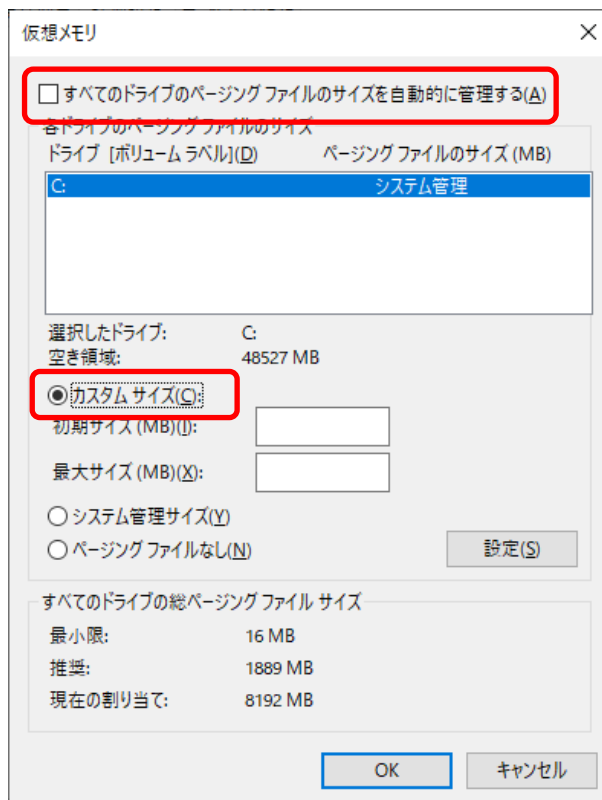 仮想メモリ
すべてのドライブのページング ファイルのサイズを自動的に管理する(A)
各ドライブのページング ファイルのサイズ
ドライブ [ボリューム ラベル](D) ページング ファイルのサイズ (MB)
C: システム管理
選択したドライブ: C:
空き領域: 48527 MB
カスタム サイズ(C):
初期サイズ (MB)(I):
最大サイズ (MB)(X):
システム管理サイズ(Y)
ページング ファイルなし(N) 設定(S)
すべてのドライブの総ページング ファイル サイズ
最小限: 16 MB
推奨: 1889 MB
現在の割り当て: 8192 MB
OK キャンセル